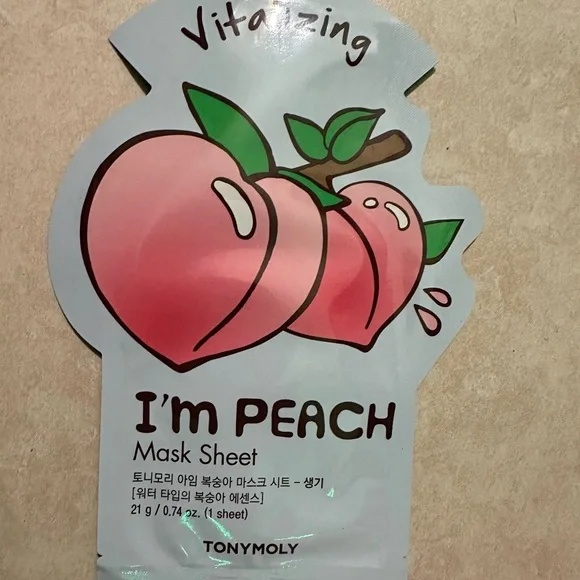 Vitalizing
I'm PEACH
Mask Sheet
토니모리 아임 복숭아 마스크 시트 – 생기
[워터 타입의 복숭아 에센스]
21 g / 0.74 oz. (1 sheet)
TONYMOLY